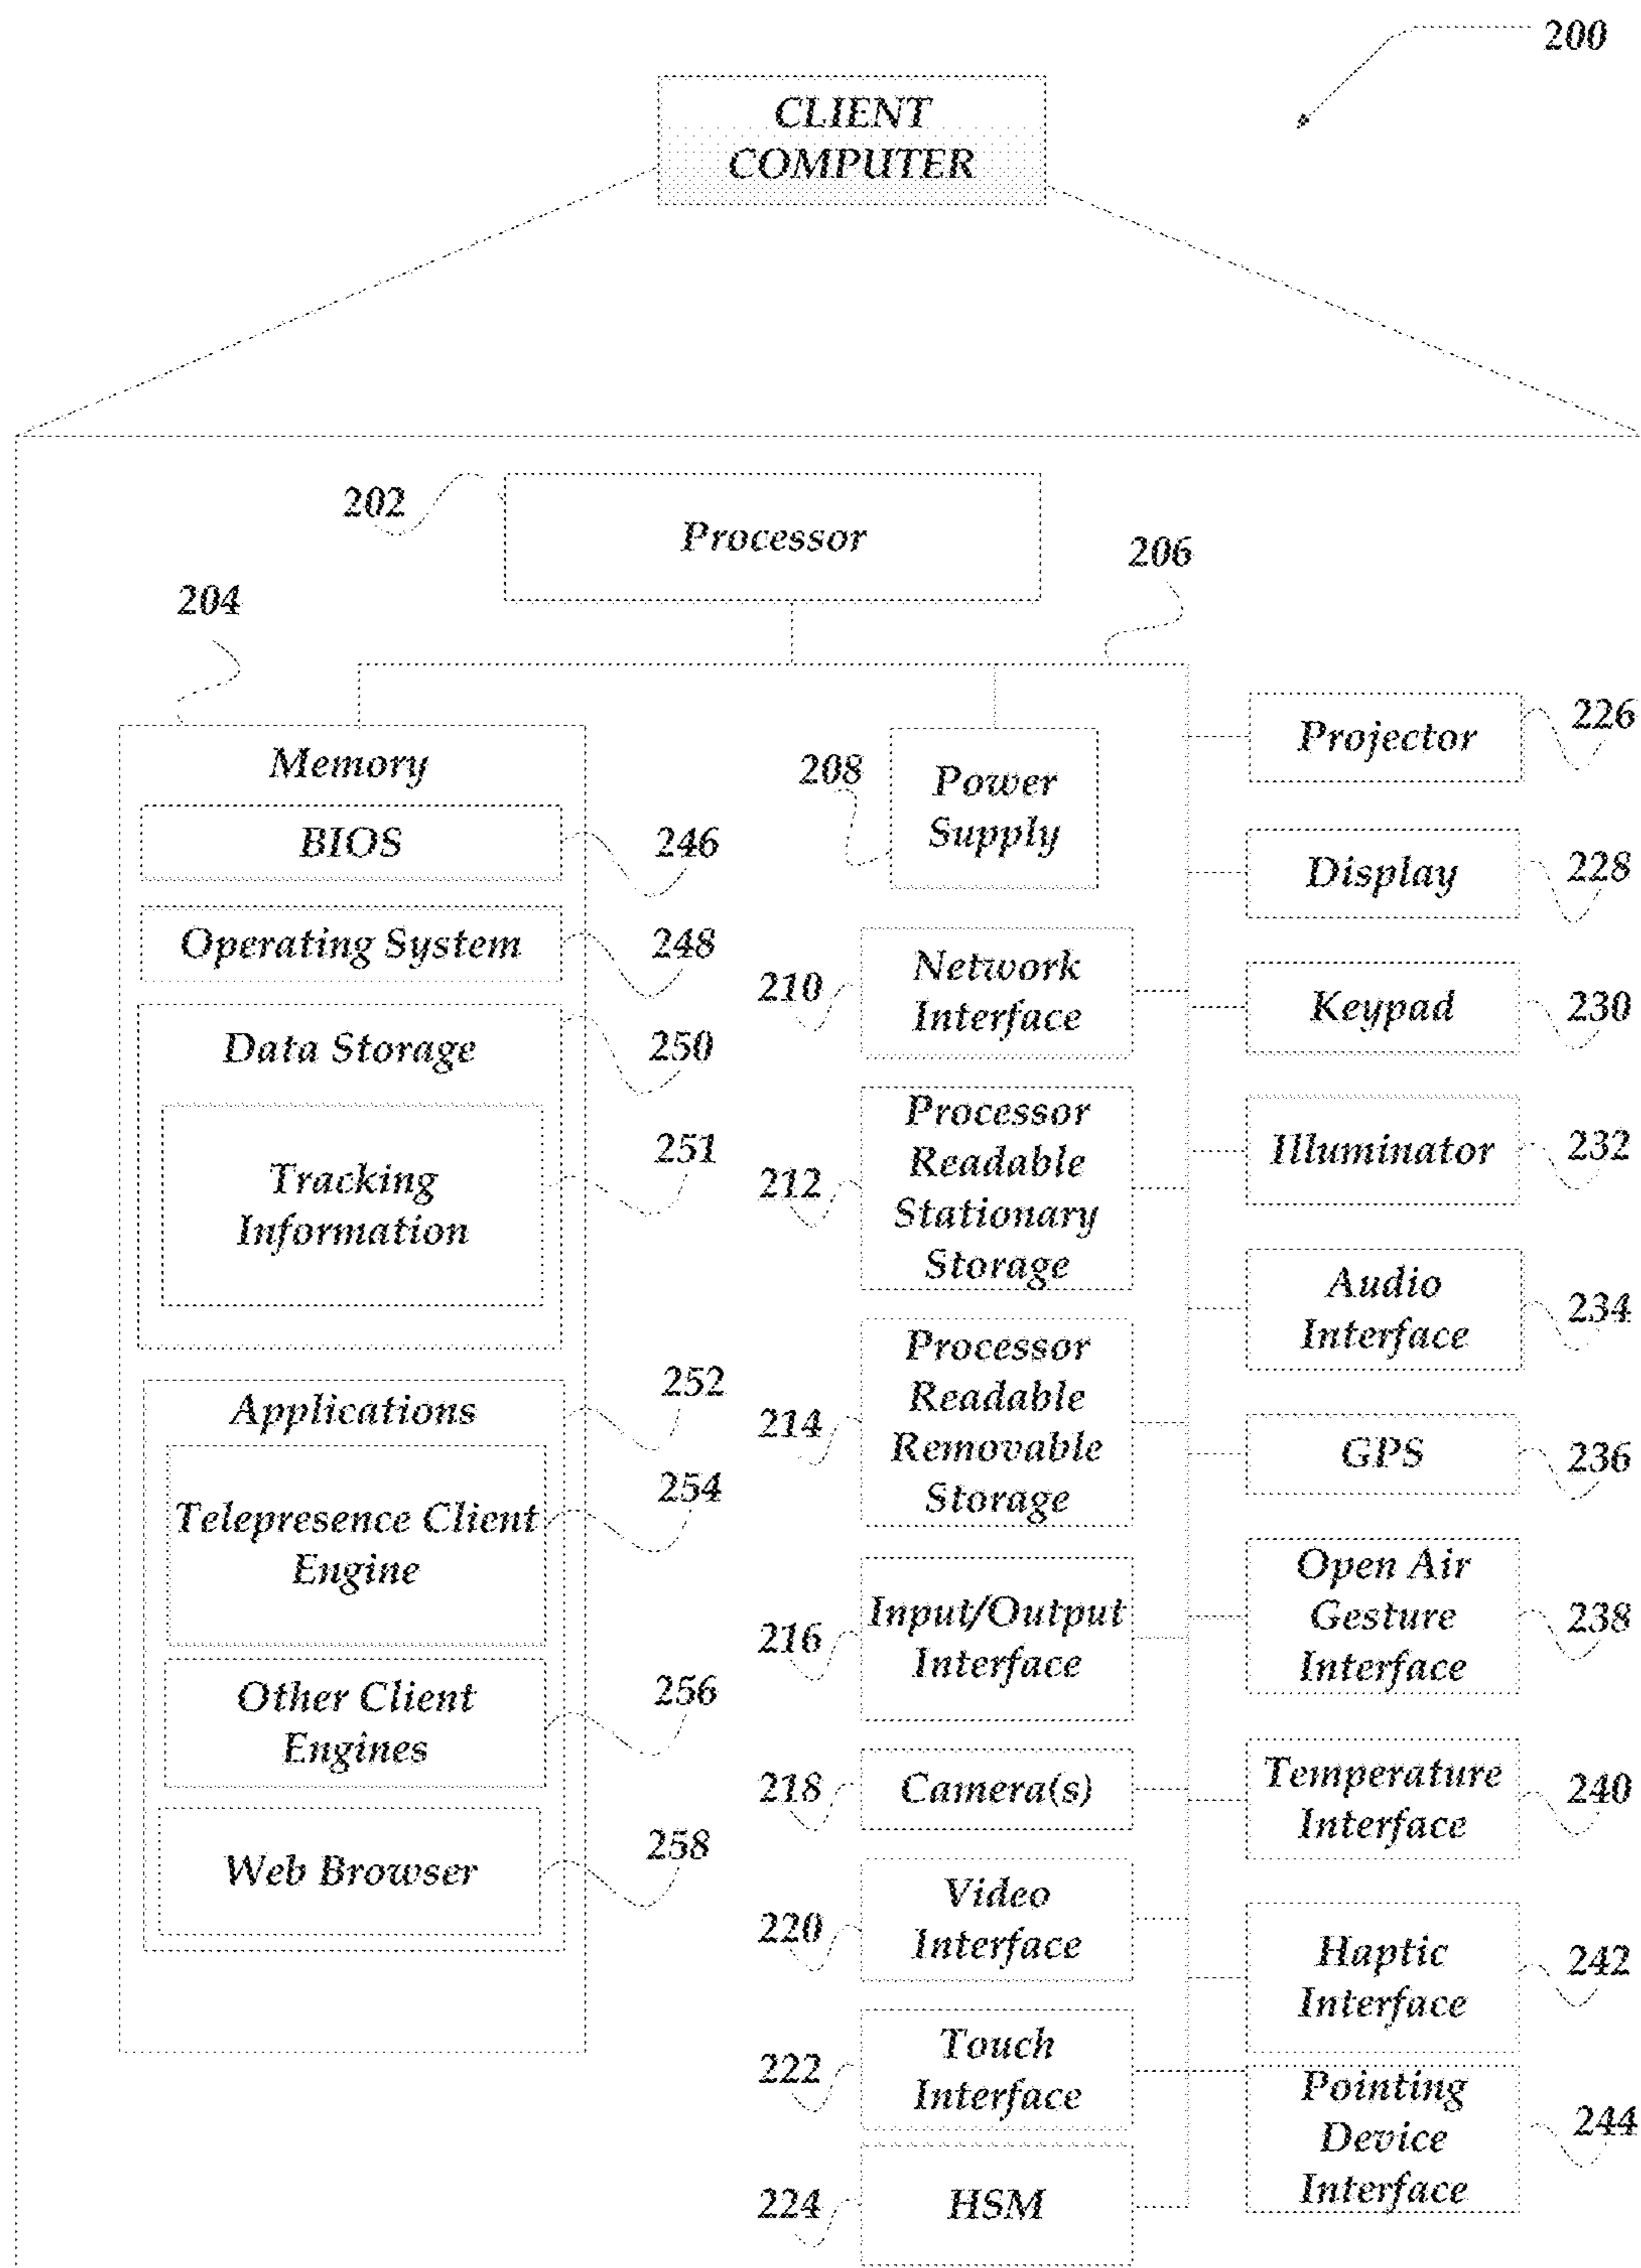 200
CLIENT
COMPUTER
202
Processor
206
204
Memory
BIOS
246
Operating System
248
Data Storage
250
Tracking
Information
251
Applications
252
Telepresence Client
Engine
254
Other Client
Engines
256
Web Browser
258
208
Power
Supply
210
Network
Interface
212
Processor
Readable
Stationary
Storage
214
Processor
Readable
Removable
Storage
216
Input/Output
Interface
218
Camera(s)
220
Video
Interface
222
Touch
Interface
224
HSM
Projector
226
Display
228
Keypad
230
Illuminator
232
Audio
Interface
234
GPS
236
Open Air
Gesture
Interface
238
Temperature
Interface
240
Haptic
Interface
242
Pointing
Device
Interface
244